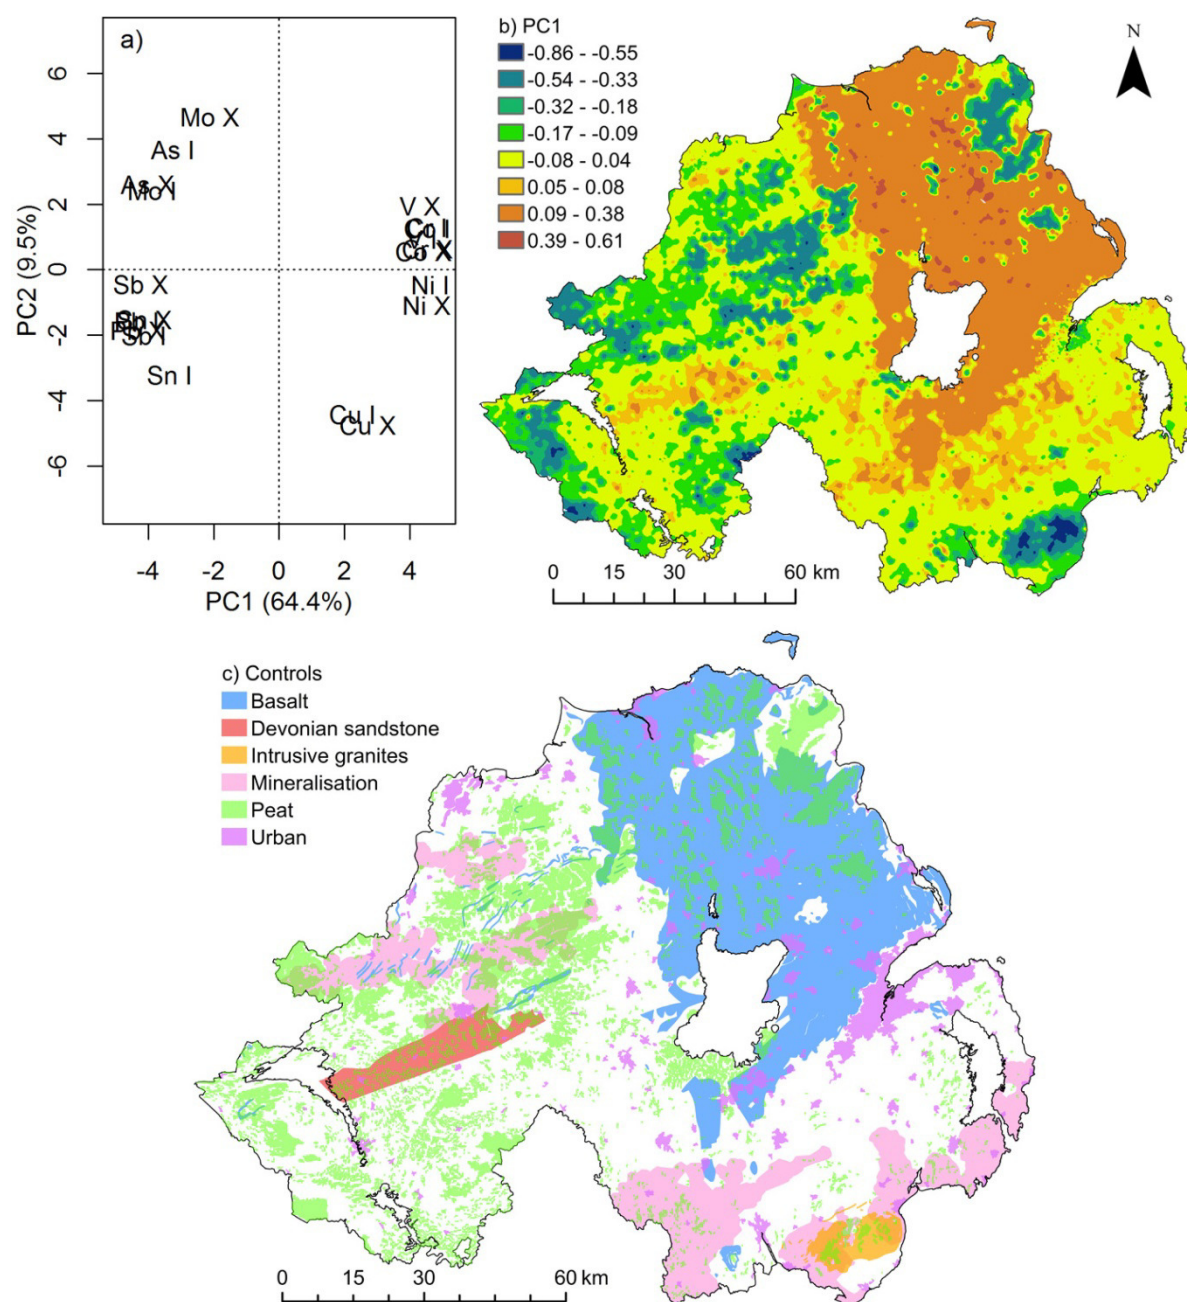 a)
6
4
2
0
-2
-4
-6
PC2 (9.5%)
Mo X
As I
As X
Mo I
V X
Co I
Cr X
Ni I
Ni X
Sb X
Sb I
Sn I
Cu I
Cu X
-4
-2
0
2
4
PC1 (64.4%)
b) PC1
-0.86 - -0.55
-0.54 - -0.33
-0.32 - -0.18
-0.17 - -0.09
-0.08 - 0.04
0.05 - 0.08
0.09 - 0.38
0.39 - 0.61
N
0 15 30 60 km
c) Controls
Basalt
Devonian sandstone
Intrusive granites
Mineralisation
Peat
Urban
0 15 30 60 km